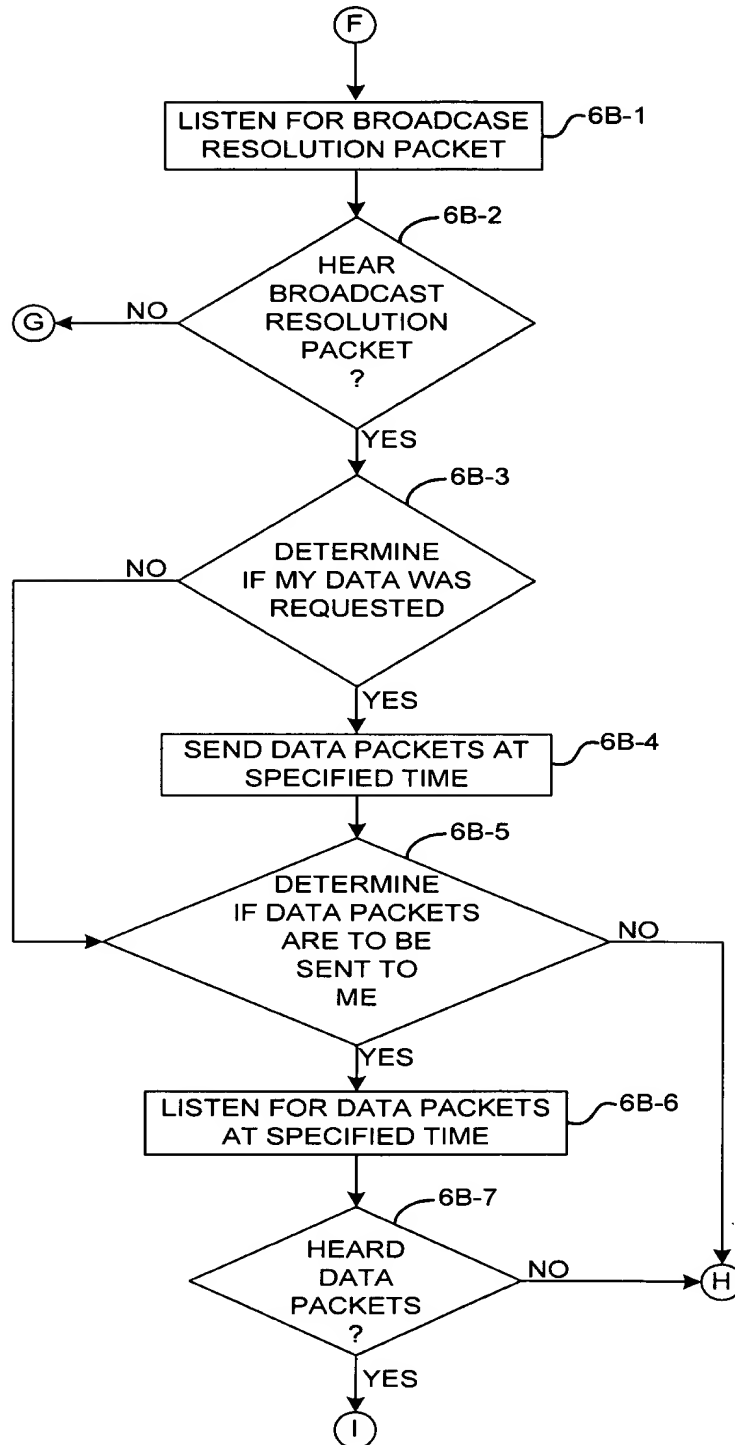 F
LISTEN FOR BROADCASE
RESOLUTION PACKET
6B-1
6B-2
HEAR
BROADCAST
RESOLUTION
PACKET
?
NO
G
YES
6B-3
DETERMINE
IF MY DATA WAS
REQUESTED
NO
YES
SEND DATA PACKETS AT
SPECIFIED TIME
6B-4
6B-5
DETERMINE
IF DATA PACKETS
ARE TO BE
SENT TO
ME
NO
YES
LISTEN FOR DATA PACKETS
AT SPECIFIED TIME
6B-6
6B-7
HEARD
DATA
PACKETS
?
NO
H
YES
I